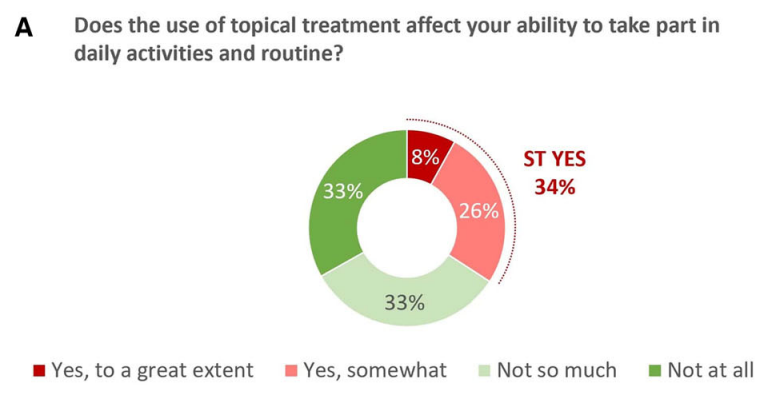 A
Does the use of topical treatment affect your ability to take part in
daily activities and routine?
8%
ST YES
34%
33%
26%
33%
Yes, to a great extent
Yes, somewhat
Not so much
Not at all